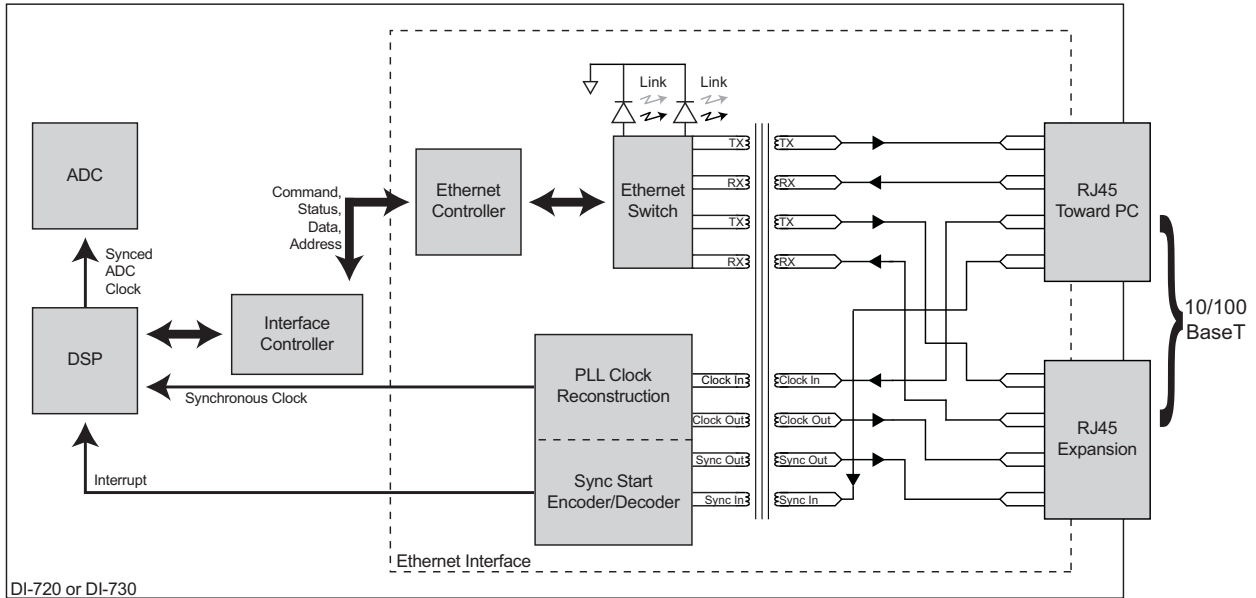 Link
Link
ADC
Command,
Status,
Data,
Address
Ethernet
Controller
Ethernet
Switch
TX
TX
RX
RX
TX
TX
RX
RX
RJ45
Toward PC
Synced
ADC
Clock
DSP
Interface
Controller
10/100
BaseT
PLL Clock
Reconstruction
Clock In
Clock In
Synchronous Clock
Clock Out
Clock Out
RJ45
Expansion
Sync Out
Sync Out
Sync Start
Encoder/Decoder
Interrupt
Sync In
Sync In
Ethernet Interface
DI-720 or DI-730